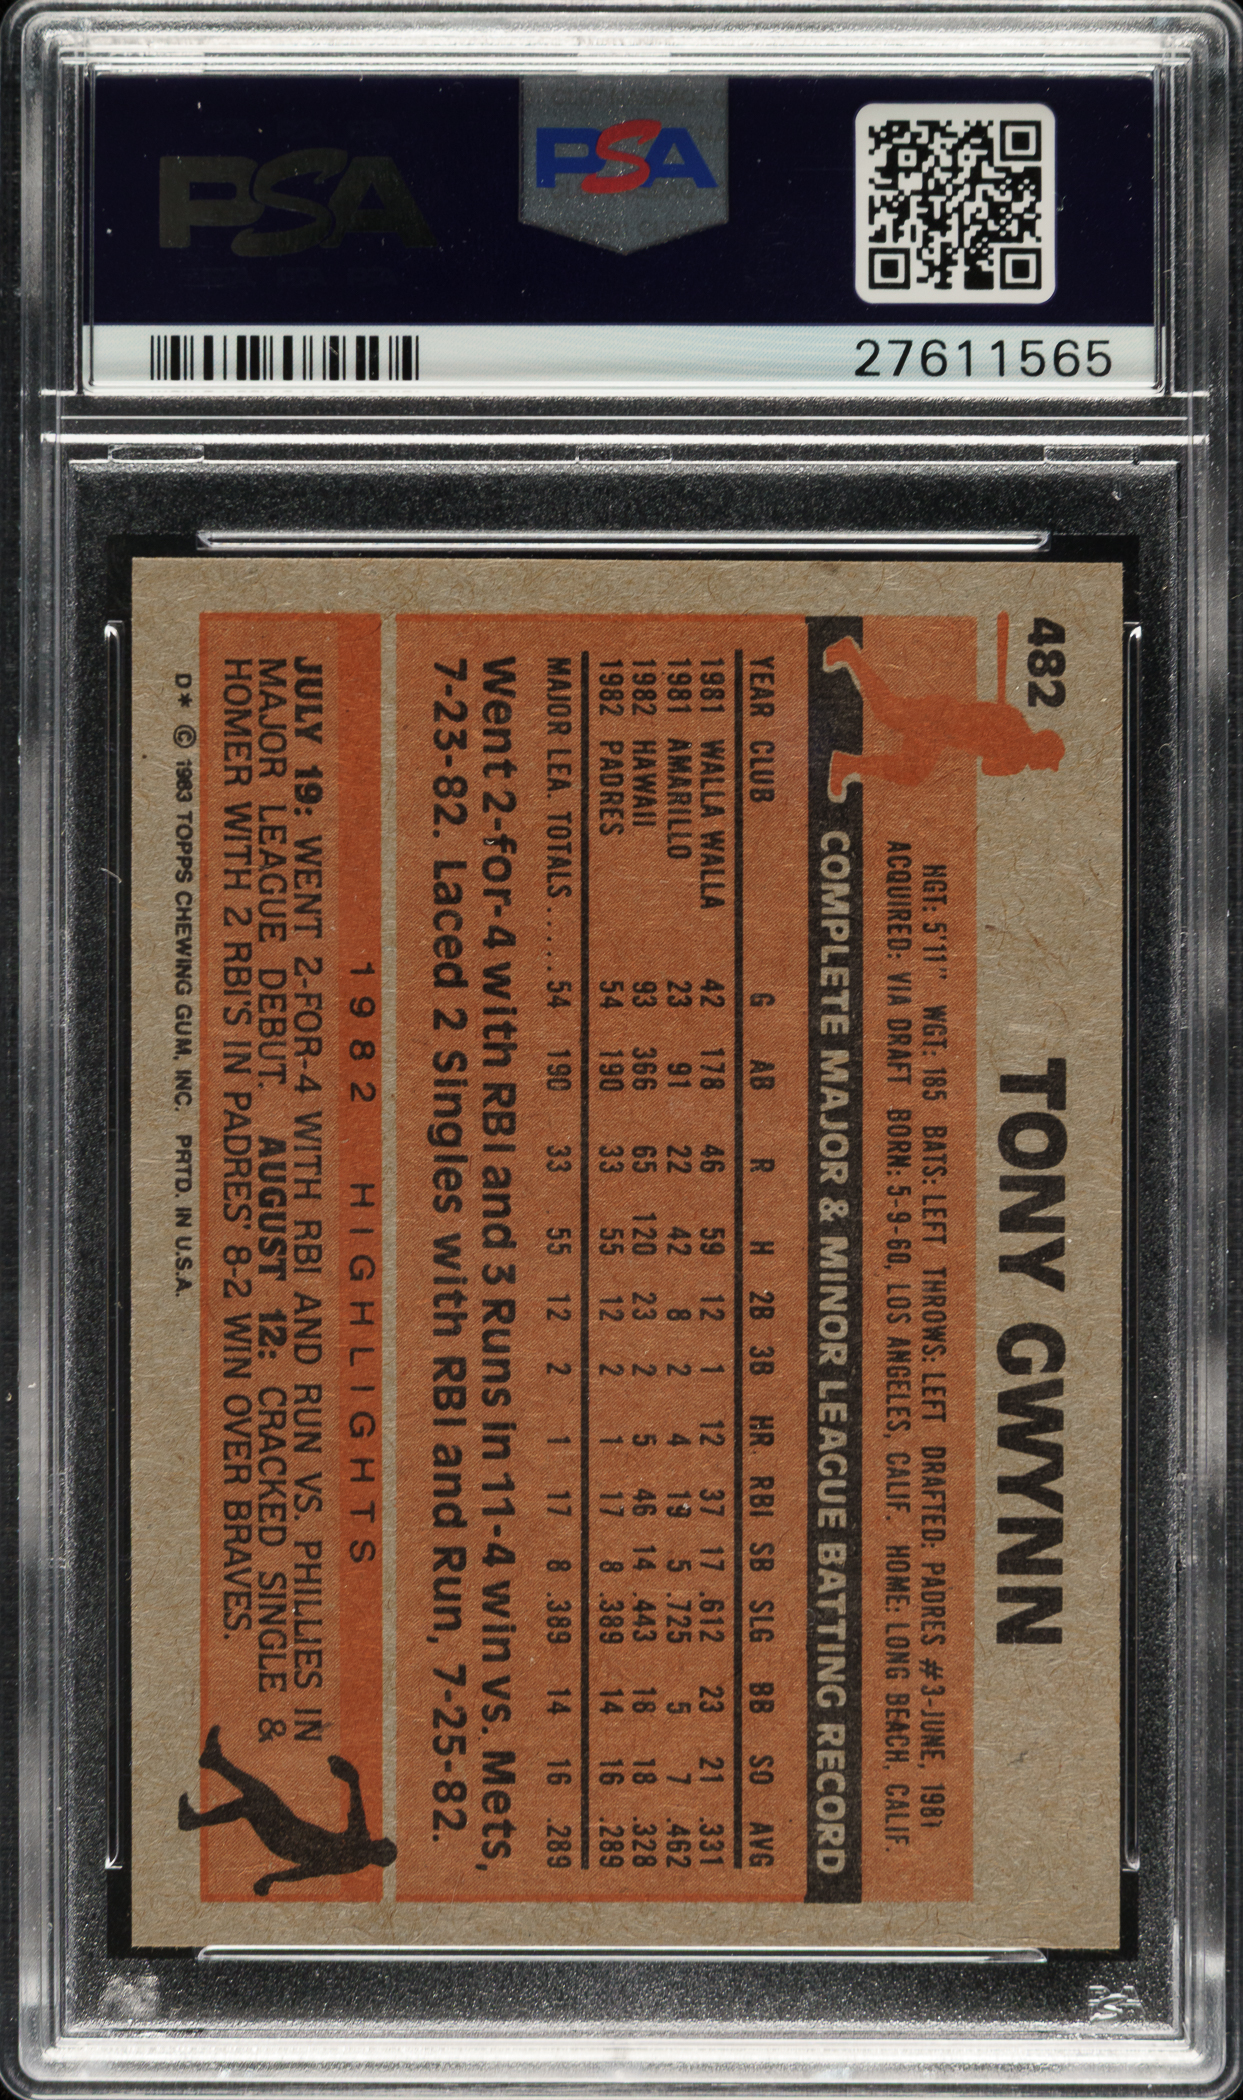 PSA
PSA
27611565
482
TONY GWYNN
HGT: 5'11" WGT: 185 BATS: LEFT THROWS: LEFT DRAFTED: PADRES #3-JUNE, 1981
ACQUIRED: VIA DRAFT BORN: 5-9-60, LOS ANGELES, CALIF. HOME: LONG BEACH, CALIF.
COMPLETE MAJOR & MINOR LEAGUE BATTING RECORD
YEAR CLUB G AB R H 2B 3B HR RBI SB SLG BB SO AVG
1981 WALLA WALLA 42 178 46 59 12 1 12 37 17 .612 23 21 .331
1981 AMARILLO 23 91 22 42 8 2 4 19 5 .725 5 7 .462
1982 HAWAII 93 366 65 120 23 2 5 46 14 .443 18 18 .328
1982 PADRES 54 190 33 55 12 2 1 17 8 .389 14 16 .289
MAJOR LEA. TOTALS ..... 54 190 33 55 12 2 1 17 8 .389 14 16 .289
Went 2-for-4 with RBI and 3 Runs in 11-4 win vs. Mets,
7-23-82. Laced 2 Singles with RBI and Run, 7-25-82.
1982 HIGHLIGHTS
JULY 19: WENT 2-FOR-4 WITH RBI AND RUN VS. PHILLIES IN
MAJOR LEAGUE DEBUT. AUGUST 12: CRACKED SINGLE &
HOMER WITH 2 RBI'S IN PADRES' 8-2 WIN OVER BRAVES.
D* © 1983 TOPPS CHEWING GUM, INC. PRTD. IN U.S.A.
PSA